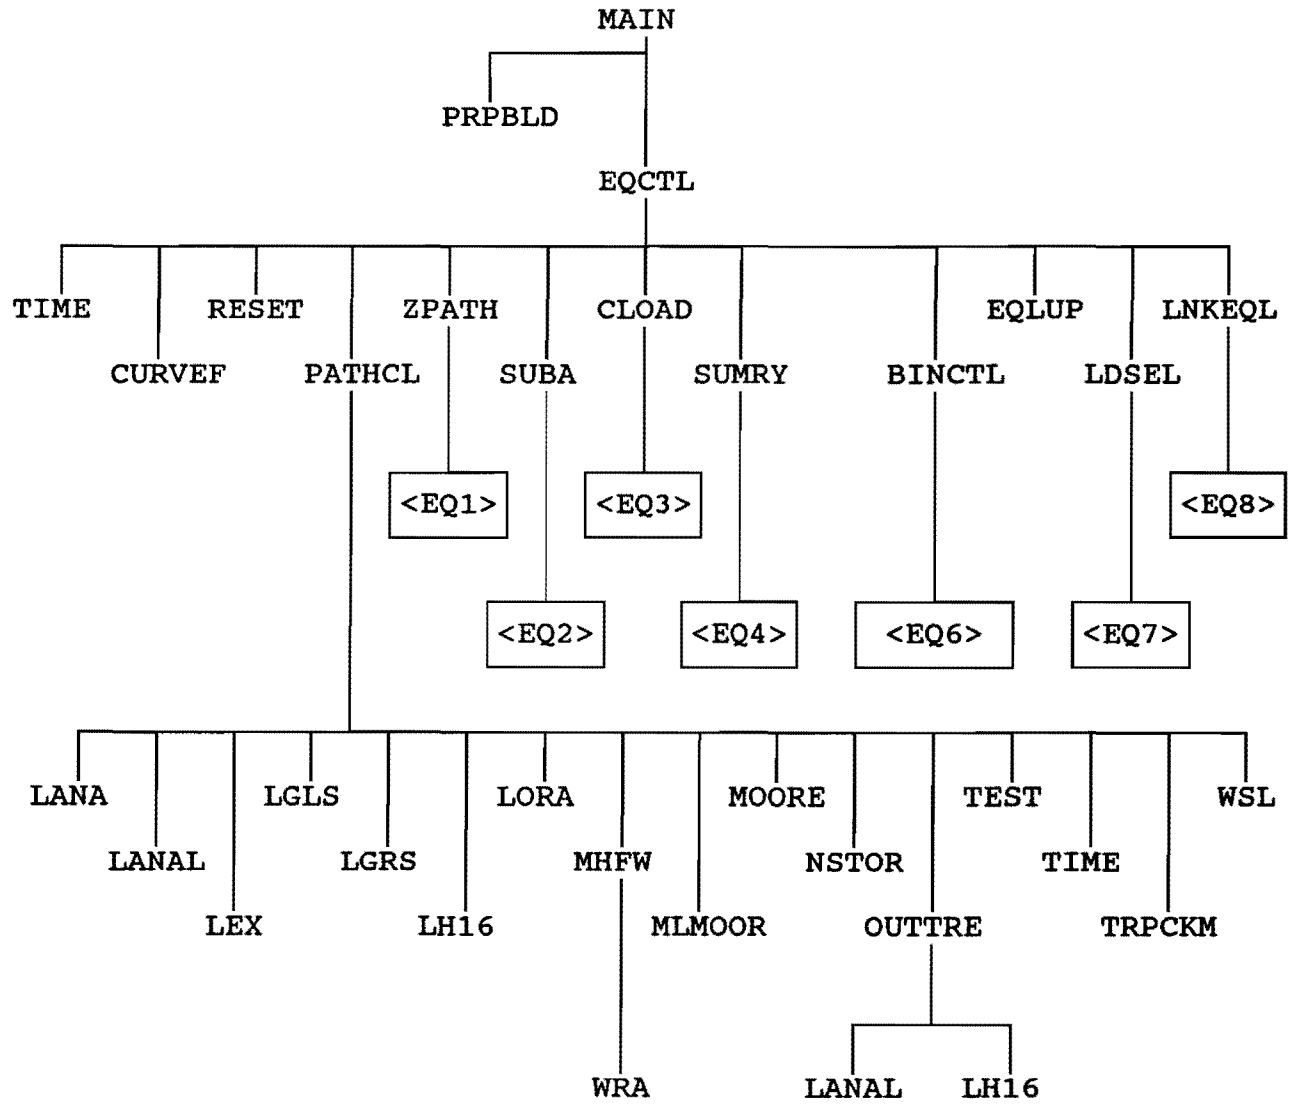 MAIN
PRPBLD
EQCTL
TIME RESET ZPATH CLOAD EQLUP LNKEQL
CURVEF PATHCL SUBA SUMRY BINCTL LDSEL
<EQ1> <EQ3> <EQ8>
<EQ2> <EQ4> <EQ6> <EQ7>
LANA LGLS LORA MOORE TEST WSL
LANAL LGRS MHFW NSTOR TIME
LEX LH16 MLMOOR OUTTRE TRPCKM
WRA LANAL LH16